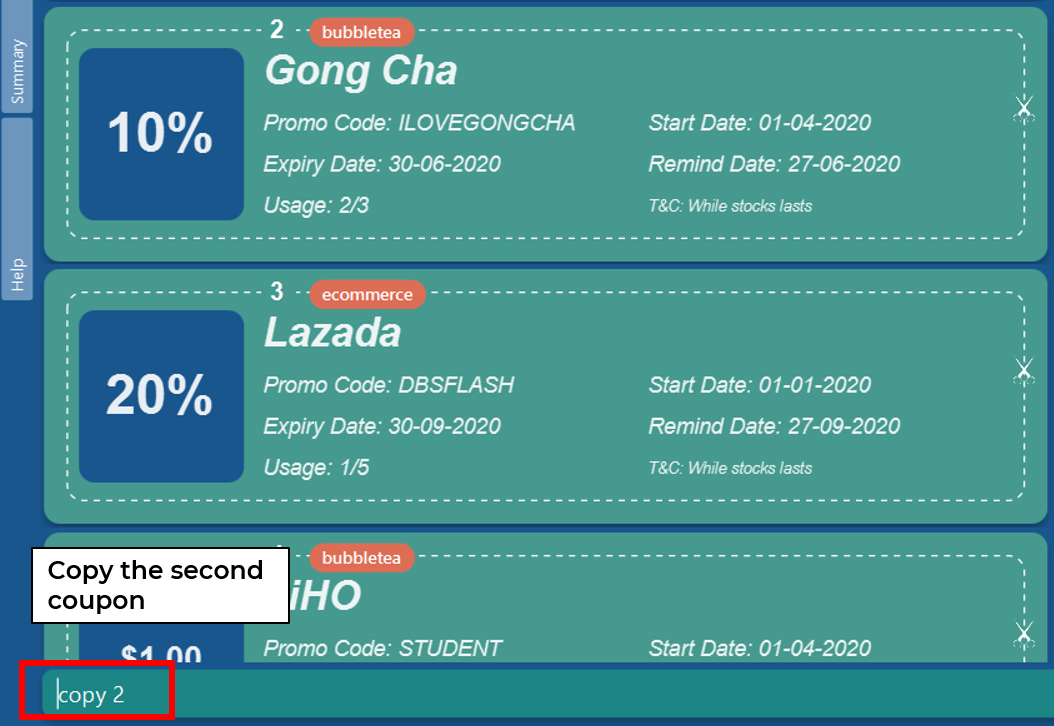 Summary
Help
2 bubbletea
Gong Cha
10%
Promo Code: ILOVEGONGCHA Start Date: 01-04-2020
Expiry Date: 30-06-2020 Remind Date: 27-06-2020
Usage: 2/3 T&C: While stocks lasts
3 ecommerce
Lazada
20%
Promo Code: DBSFLASH Start Date: 01-01-2020
Expiry Date: 30-09-2020 Remind Date: 27-09-2020
Usage: 1/5 T&C: While stocks lasts
bubbletea
iHO
$1.00
Promo Code: STUDENT Start Date: 01-04-2020
Copy the second
coupon
copy 2